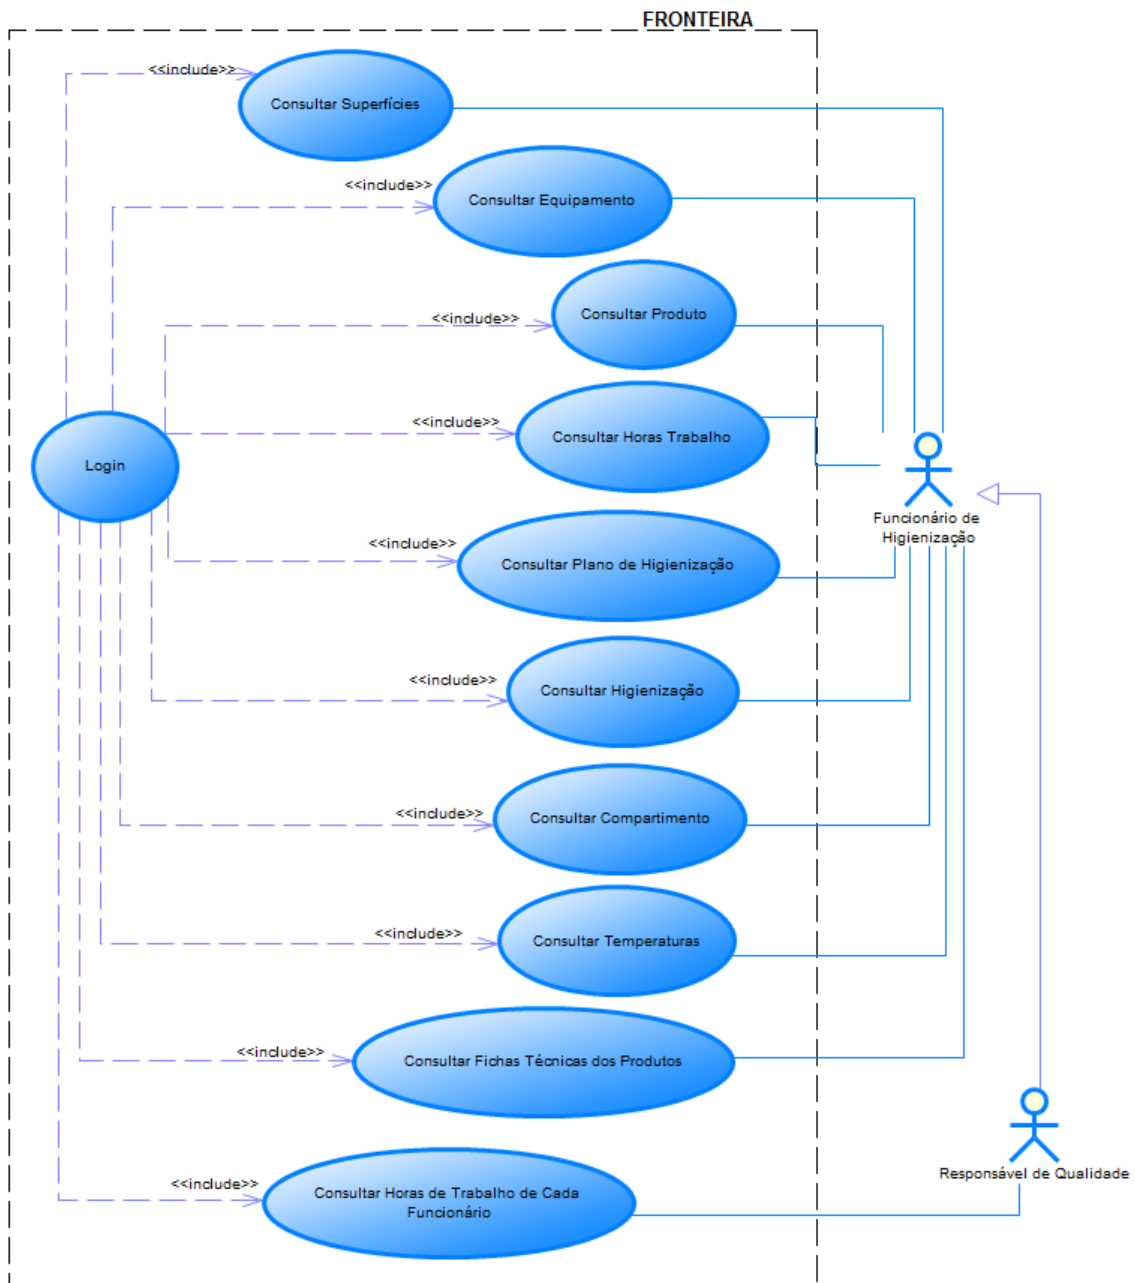 FRONTEIRA
<<include>>
Consultar Superfícies
<<include>>
Consultar Equipamento
<<include>>
Consultar Produto
<<include>>
Consultar Horas Trabalho
Login
Funcionário de
Higienização
<<include>>
Consultar Plano de Higienização
<<include>>
Consultar Higienização
<<include>>
Consultar Compartimento
<<include>>
Consultar Temperaturas
<<include>>
Consultar Fichas Técnicas dos Produtos
Responsável de Qualidade
<<include>>
Consultar Horas de Trabalho de Cada
Funcionário